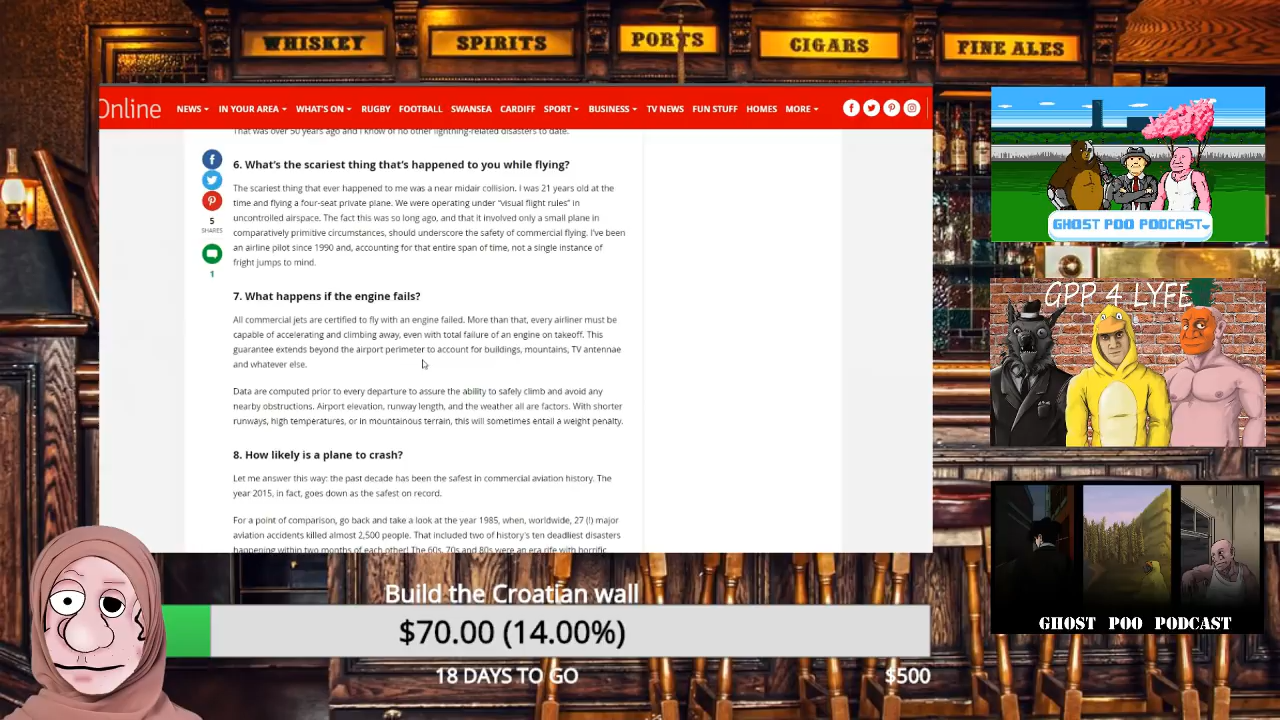 WHISKEY
SPIRITS
PORTS
CIGARS
FINE ALES
Online
NEWS
IN YOUR AREA
WHAT'S ON
RUGBY
FOOTBALL
SWANSEA
CARDIFF
SPORT
BUSINESS
TV NEWS
FUN STUFF
HOMES
MORE
That was over 50 years ago and I know of no other lightning-related disasters to date.
5
SHARES
1
6. What's the scariest thing that's happened to you while flying?
The scariest thing that ever happened to me was a near midair collision. I was 21 years old at the
time and flying a four-seat private plane. We were operating under "visual flight rules" in
uncontrolled airspace. The fact this was so long ago, and that it involved only a small plane in
comparatively primitive circumstances, should underscore the safety of commercial flying. I've been
an airline pilot since 1990 and, accounting for that entire span of time, not a single instance of
fright jumps to mind.
7. What happens if the engine fails?
All commercial jets are certified to fly with an engine failed. More than that, every airliner must be
capable of accelerating and climbing away, even with total failure of an engine on takeoff. This
guarantee extends beyond the airport perimeter to account for buildings, mountains, TV antennae
and whatever else.
Data are computed prior to every departure to assure the ability to safely climb and avoid any
nearby obstructions. Airport elevation, runway length, and the weather all are factors. With shorter
runways, high temperatures, or in mountainous terrain, this will sometimes entail a weight penalty.
8. How likely is a plane to crash?
Let me answer this way: the past decade has been the safest in commercial aviation history. The
year 2015, in fact, goes down as the safest on record.
For a point of comparison, go back and take a look at the year 1985, when, worldwide, 27 (!) major
aviation accidents killed almost 2,500 people. That included two of history's ten deadliest disasters
happening within two months of each other! The 60s, 70s and 80s were an era rife with horrific
GHOST POO PODCAST
GPP 4 LYFE
GHOST POO PODCAST
Build the Croatian wall
$70.00 (14.00%)
18 DAYS TO GO
$500